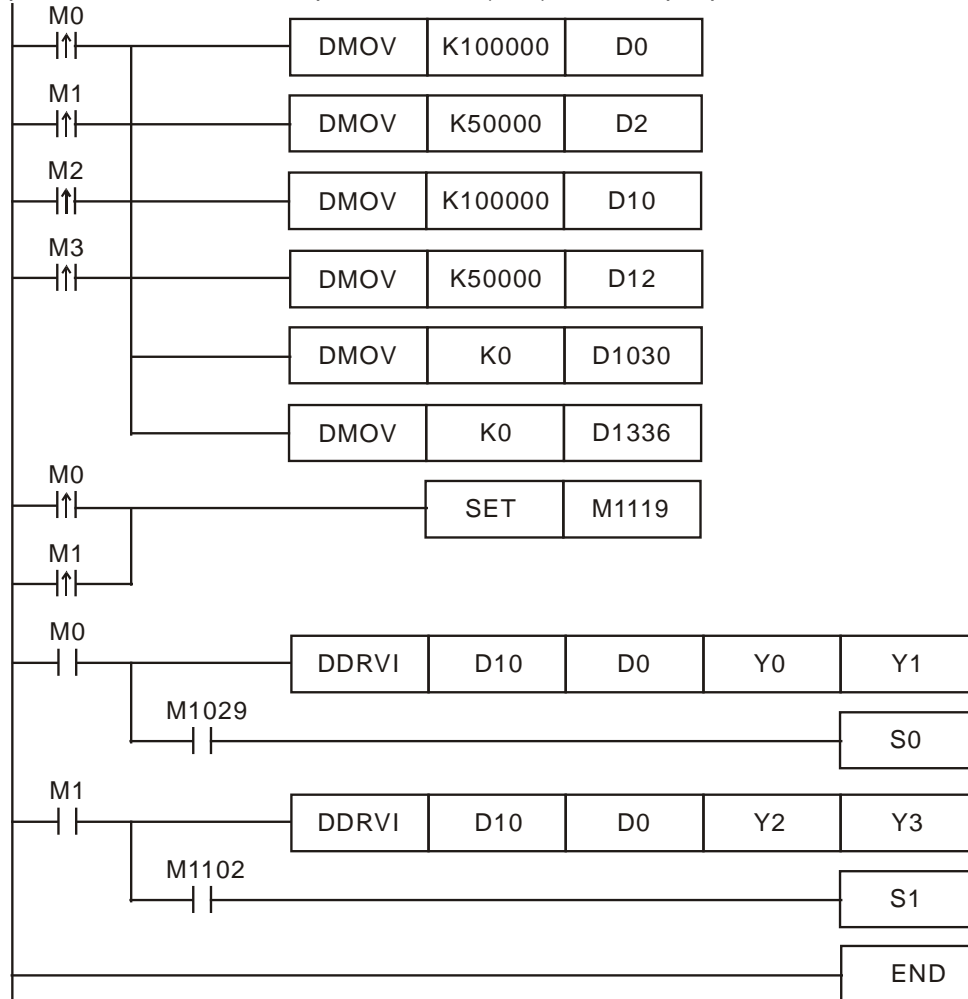 M0
DMOV K100000 D0
M1
DMOV K50000 D2
M2
DMOV K100000 D10
M3
DMOV K50000 D12
DMOV K0 D1030
DMOV K0 D1336
M0
SET M1119
M1
M0
DDRVI D10 D0 Y0 Y1
M1029
S0
M1
DDRVI D10 D0 Y2 Y3
M1102
S1
END